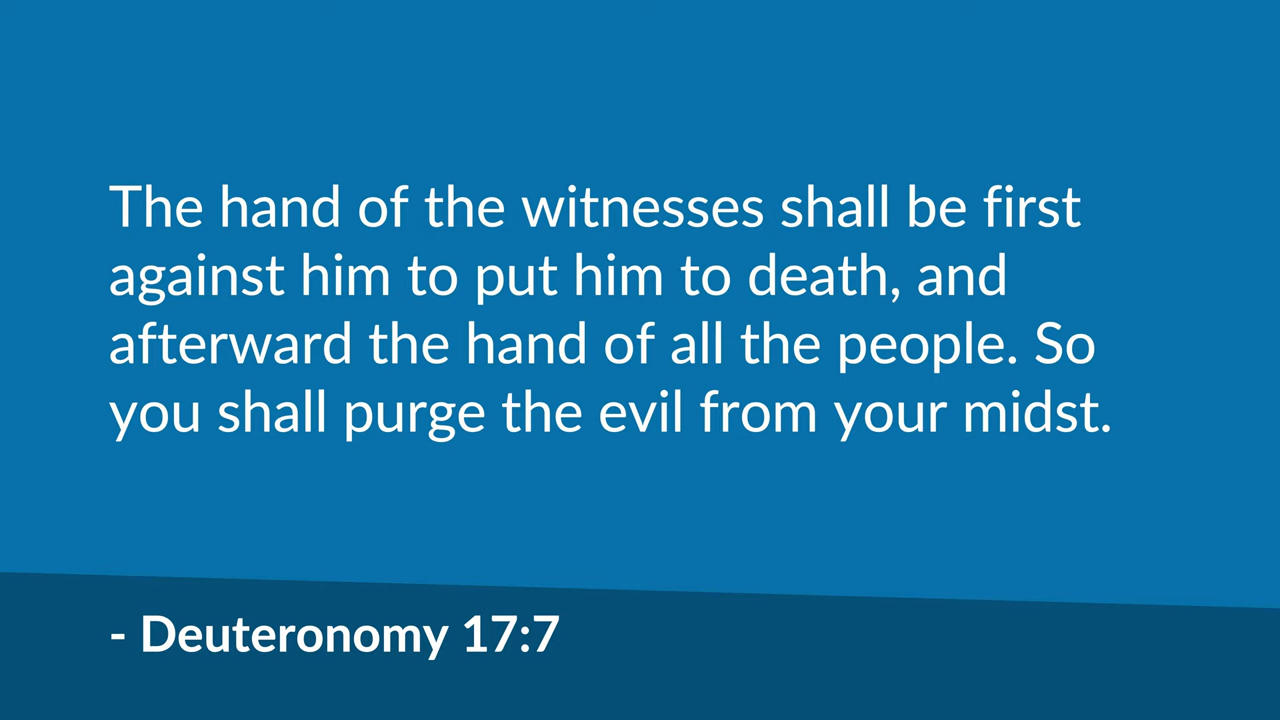 The hand of the witnesses shall be first
against him to put him to death, and
afterward the hand of all the people. So
you shall purge the evil from your midst.
- Deuteronomy 17:7